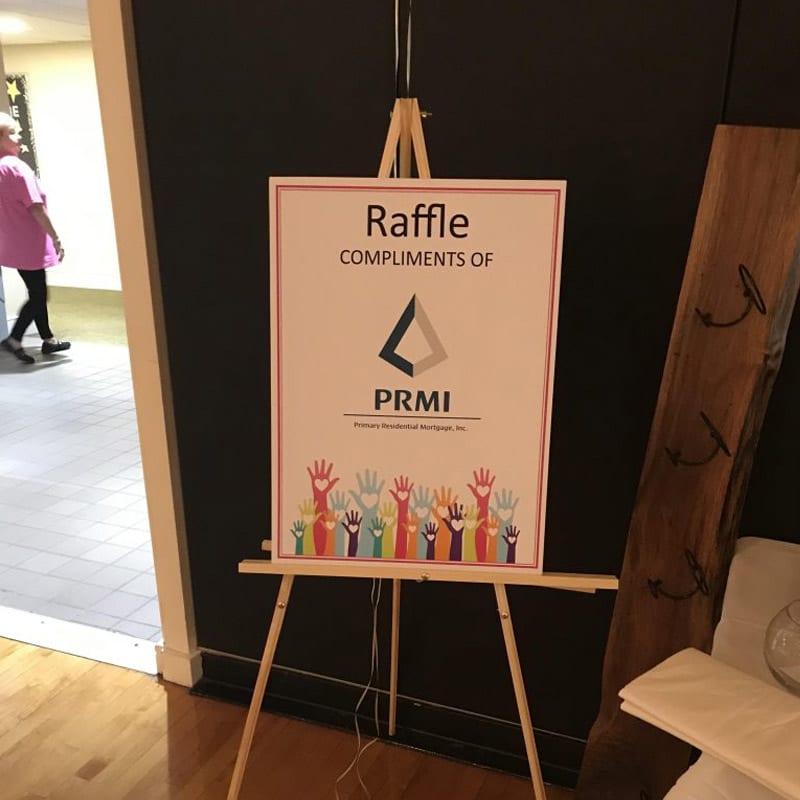 Raffle
COMPLIMENTS OF
PRMI
Primary Residential Mortgage, Inc.